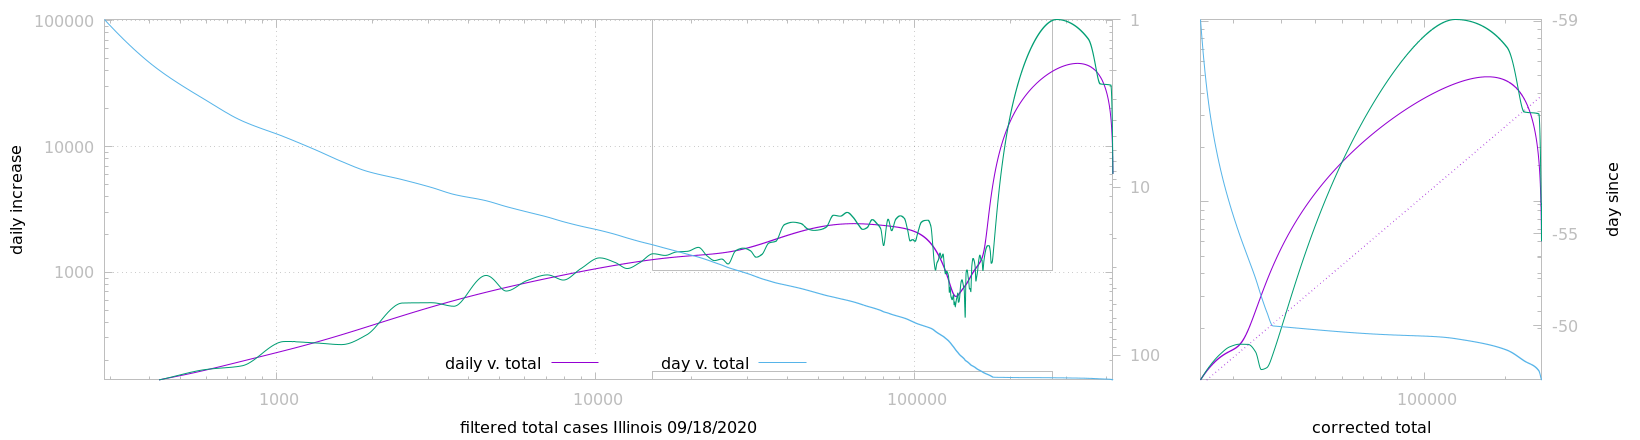 100000
10000
1000
daily increase
1000
10000
100000
filtered total cases Illinois 09/18/2020
daily v. total
day v. total
1
10
100
100000
corrected total
-59
-55
-50
day since